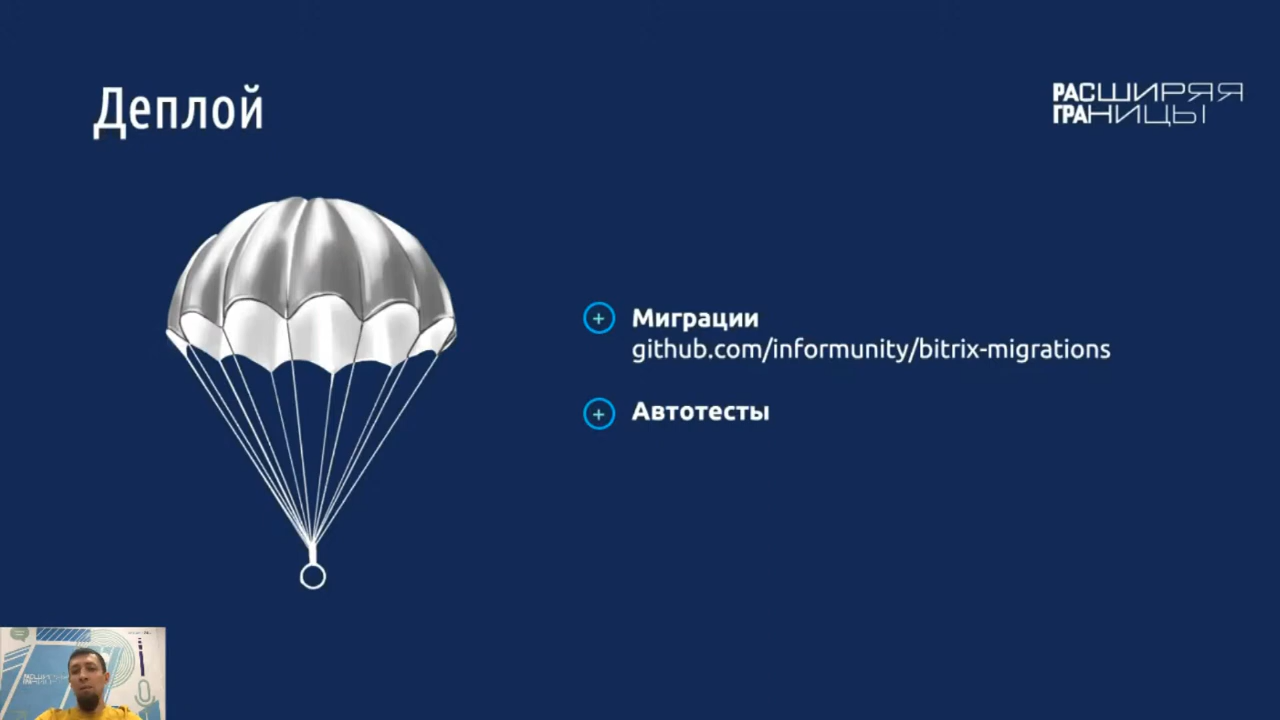 Деплой
РАСШИРЯЯ
ГРАНИЦЫ
Миграции
github.com/informunity/bitrix-migrations
Автотесты